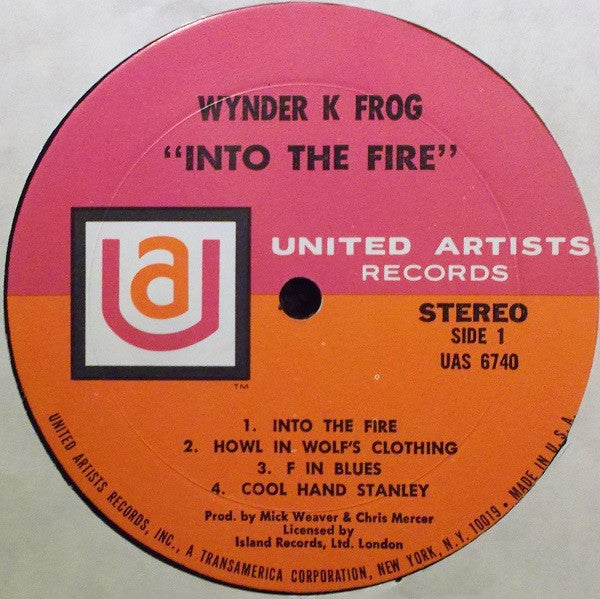 WYNDER K FROG
"INTO THE FIRE"
ua
UNITED ARTISTS
RECORDS
TM
STEREO
SIDE 1
UAS 6740
1. INTO THE FIRE
2. HOWL IN WOLF'S CLOTHING
3. F IN BLUES
4. COOL HAND STANLEY
Prod. by Mick Weaver & Chris Mercer
Licensed by
Island Records, Ltd. London
UNITED ARTISTS RECORDS, INC., A TRANSAMERICA CORPORATION, NEW YORK, N.Y. 10019 • MADE IN U.S.A.